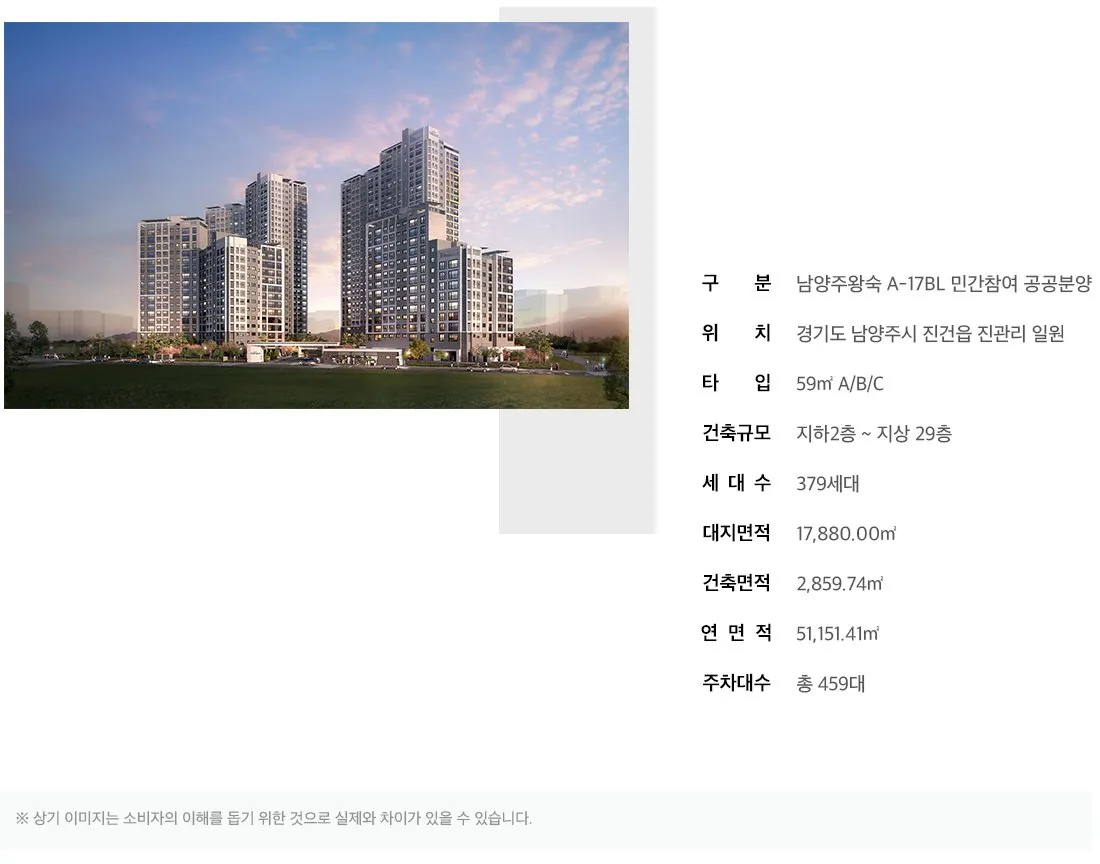 구 분 남양주왕숙 A-17BL 민간참여 공공분양
위 치 경기도 남양주시 진건읍 진관리 일원
타 입 59㎡ A/B/C
건축규모 지하2층 ~ 지상 29층
세 대 수 379세대
대지면적 17,880.00㎡
건축면적 2,859.74㎡
연 면 적 51,151.41㎡
주차대수 총 459대
※ 상기 이미지는 소비자의 이해를 돕기 위한 것으로 실제와 차이가 있을 수 있습니다.